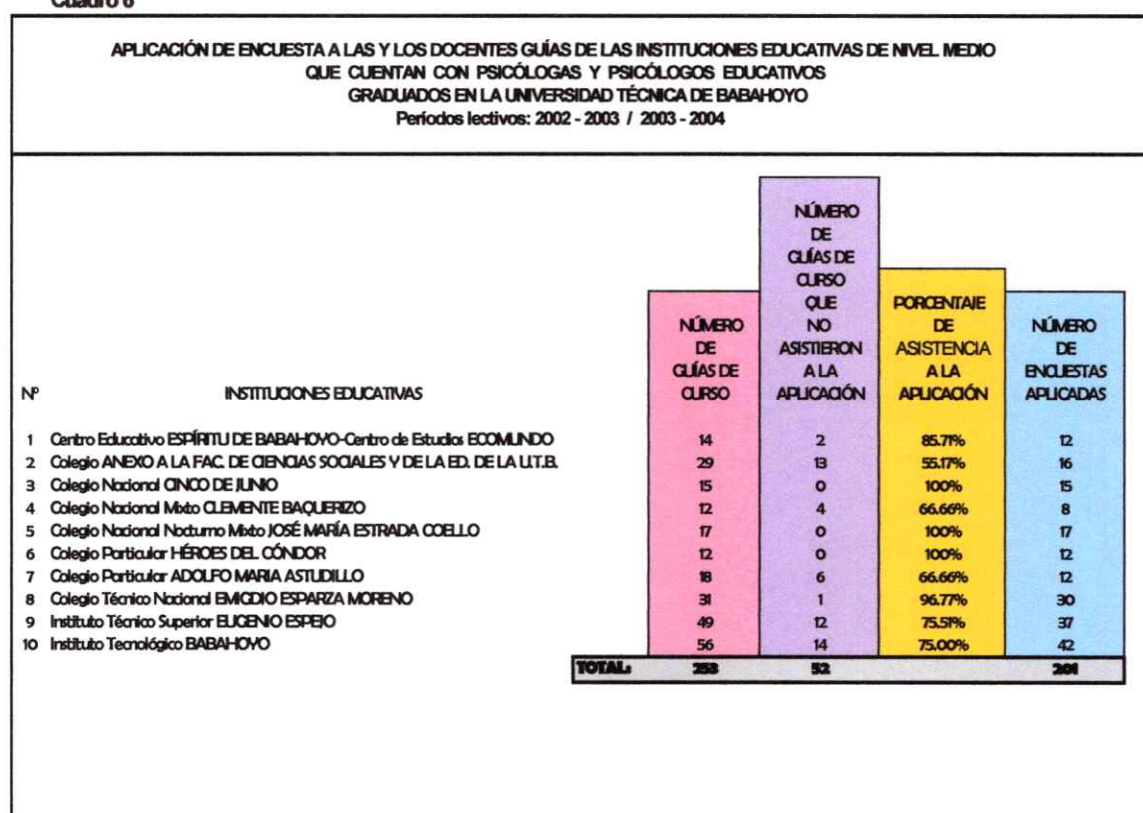 Cuadro 6
APLICACIÓN DE ENCUESTA A LAS Y LOS DOCENTES GUÍAS DE LAS INSTITUCIONES EDUCATIVAS DE NIVEL MEDIO
QUE CUENTAN CON PSICÓLOGAS Y PSICÓLOGOS EDUCATIVOS
GRADUADOS EN LA UNIVERSIDAD TÉCNICA DE BABAHOYO
Períodos lectivos: 2002 - 2003 / 2003 - 2004
Nº
INSTITUCIONES EDUCATIVAS
NÚMERO
DE
GUÍAS DE
CURSO
NÚMERO
DE
GUÍAS DE
CURSO
QUE
NO
ASISTIERON
A LA
APLICACIÓN
PORCENTAJE
DE
ASISTENCIA
A LA
APLICACIÓN
NÚMERO
DE
ENCUESTAS
APLICADAS
1 Centro Educativo ESPÍRITU DE BABAHOYO-Centro de Estudios ECOMUNDO 14 2 85.71% 12
2 Colegio ANEXO A LA FAC. DE CIENCIAS SOCIALES Y DE LA ED. DE LA U.T.B. 29 13 55.17% 16
3 Colegio Nacional CINCO DE JUNIO 15 0 100% 15
4 Colegio Nacional Mixto CLEMENTE BAQUERIZO 12 4 66.66% 8
5 Colegio Nacional Nocturno Mixto JOSÉ MARÍA ESTRADA COELLO 17 0 100% 17
6 Colegio Particular HÉROES DEL CÓNDOR 12 0 100% 12
7 Colegio Particular ADOLFO MARIA ASTUDILLO 18 6 66.66% 12
8 Colegio Técnico Nacional EMIGDIO ESPARZA MORENO 31 1 96.77% 30
9 Instituto Técnico Superior EUGENIO ESPEJO 49 12 75.51% 37
10 Instituto Tecnológico BABAHOYO 56 14 75.00% 42
TOTAL: 253 52 201